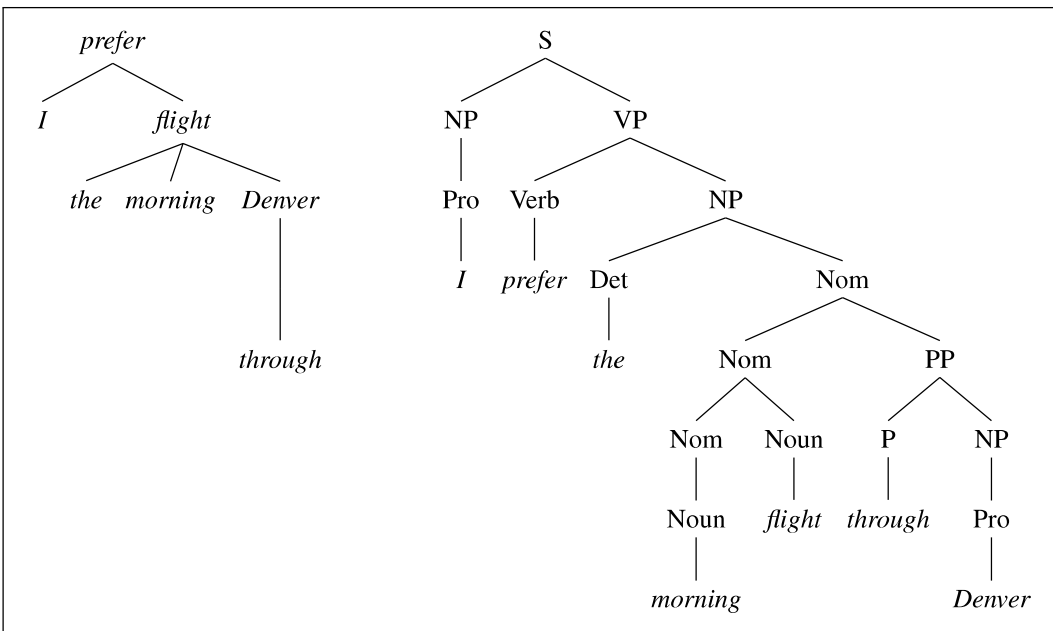 prefer S
I flight NP VP
the morning Denver Pro Verb NP
I prefer Det Nom
through the Nom PP
Nom Noun P NP
Noun flight through Pro
morning Denver